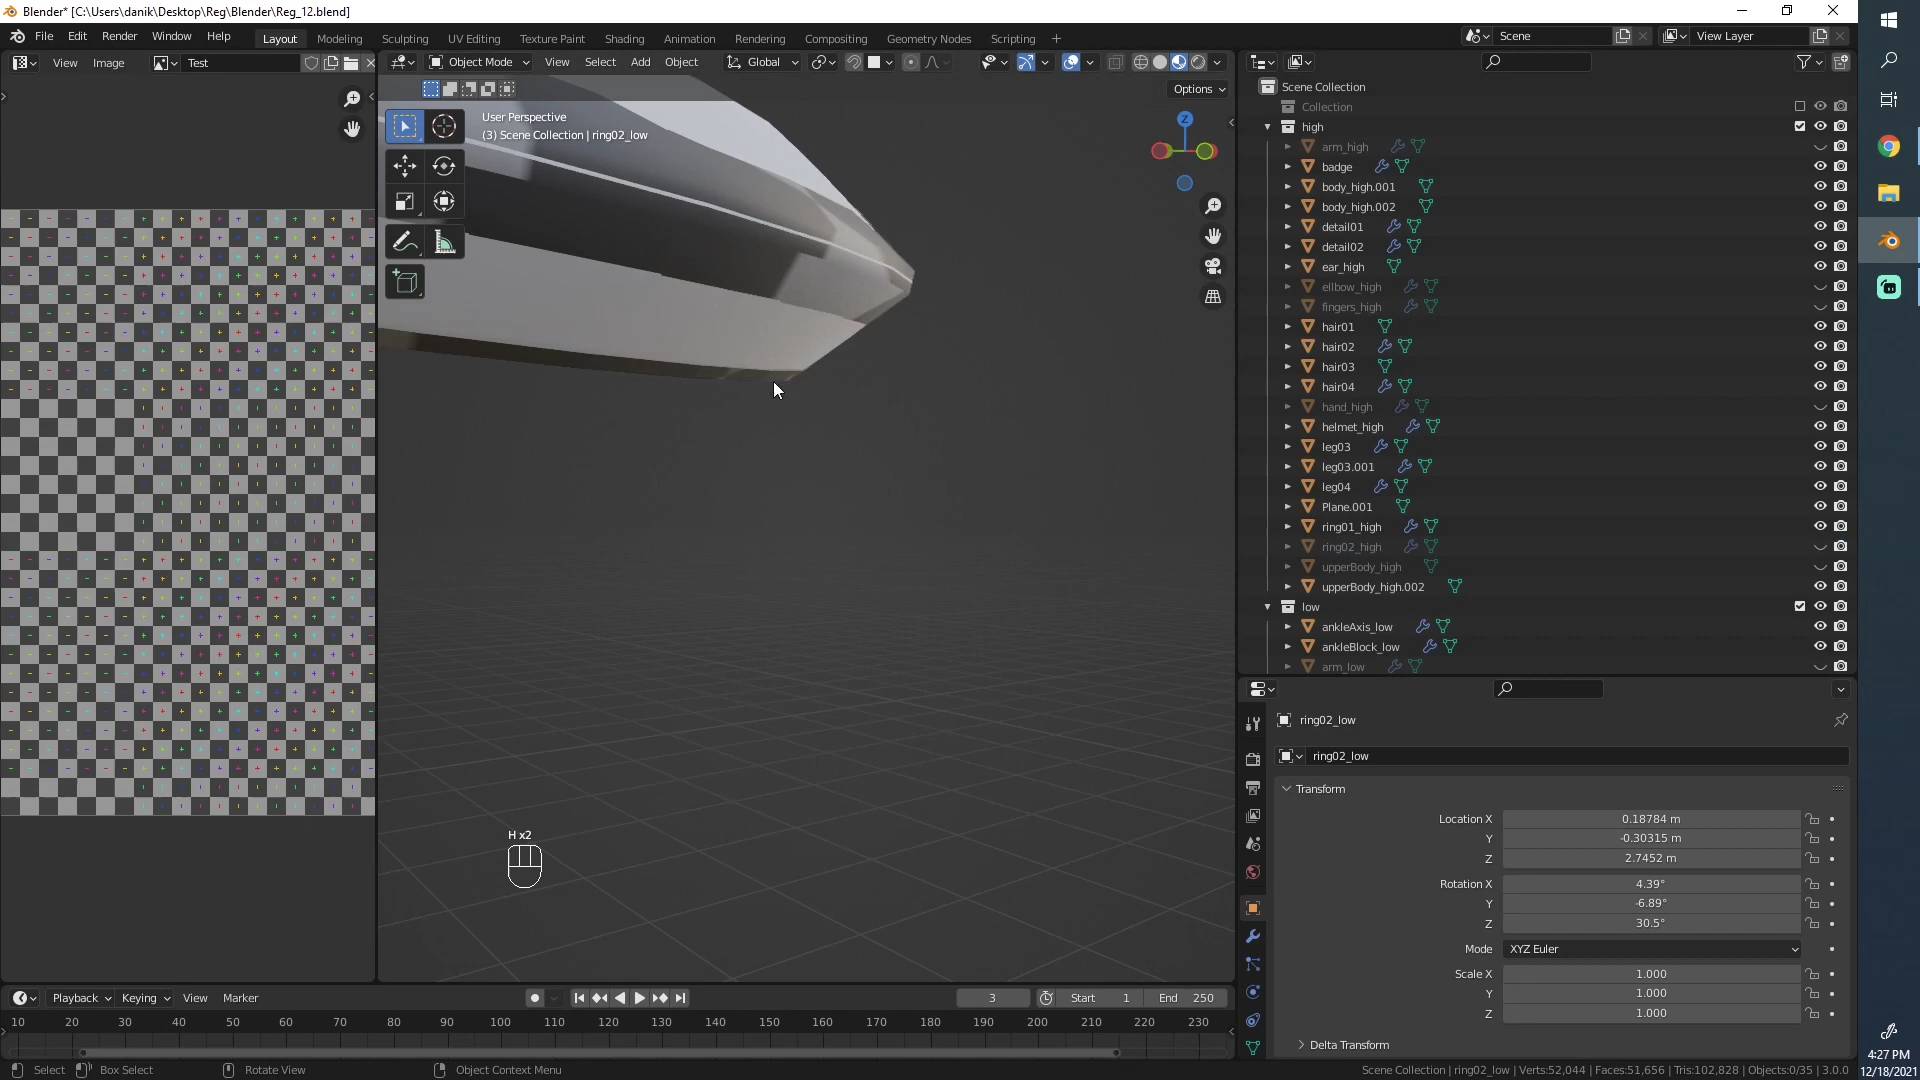 Blender* [C:\Users\danik\Desktop\Reg\Blender\Reg_12.blend]
File Edit Render Window Help
Layout Modeling Sculpting UV Editing Texture Paint Shading Animation Rendering Compositing Geometry Nodes Scripting +
Scene
View Layer
View Image
Test
Object Mode
View Select Add Object
Global
Options
User Perspective
(3) Scene Collection | ring02_low
Z
H x2
Scene Collection
Collection
high
arm_high
badge
body_high.001
body_high.002
detail01
detail02
ear_high
ellbow_high
fingers_high
hair01
hair02
hair03
hair04
hand_high
helmet_high
leg03
leg03.001
leg04
Plane.001
ring01_high
ring02_high
upperBody_high
upperBody_high.002
low
ankleAxis_low
ankleBlock_low
arm_low
ring02_low
ring02_low
Transform
Location X 0.18784 m
Y -0.30315 m
Z 2.7452 m
Rotation X 4.39°
Y -6.89°
Z 30.5°
Mode XYZ Euler
Scale X 1.000
Y 1.000
Z 1.000
Delta Transform
Playback Keying View Marker
3
Start 1
End 250
10 20 30 40 50 60 70 80 90 100 110 120 130 140 150 160 170 180 190 200 210 220 230
Select Box Select Rotate View Object Context Menu
Scene Collection | ring02_low | Verts:52,044 | Faces:51,656 | Tris:102,828 | Objects:0/35 | 3.0.0
4:27 PM
12/18/2021